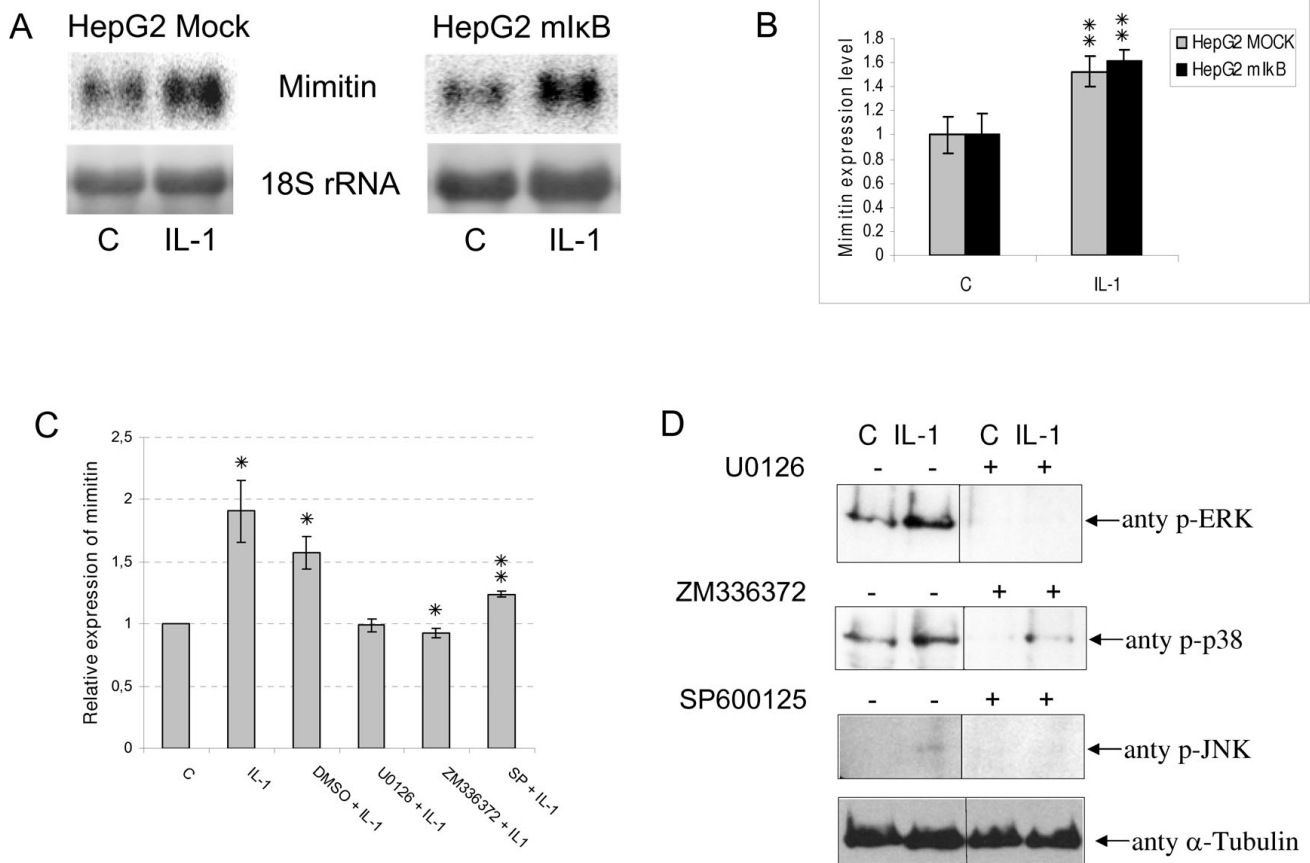 A
HepG2 Mock
HepG2 mIκB
Mimitin
18S rRNA
C IL-1
C IL-1
B
Mimitin expression level
1.8
1.6
1.4
1.2
1
0.8
0.6
0.4
0.2
0
**
**
C
IL-1
HepG2 MOCK
HepG2 mIkB
C
Relative expression of mimitin
2,5
2
1,5
1
0,5
0
*
*
*
**
C
IL-1
DMSO + IL-1
U0126 + IL-1
ZM336372 + IL1
SP + IL-1
D
C IL-1 C IL-1
U0126 - - + +
anty p-ERK
ZM336372 - - + +
anty p-p38
SP600125 - - + +
anty p-JNK
anty α-Tubulin